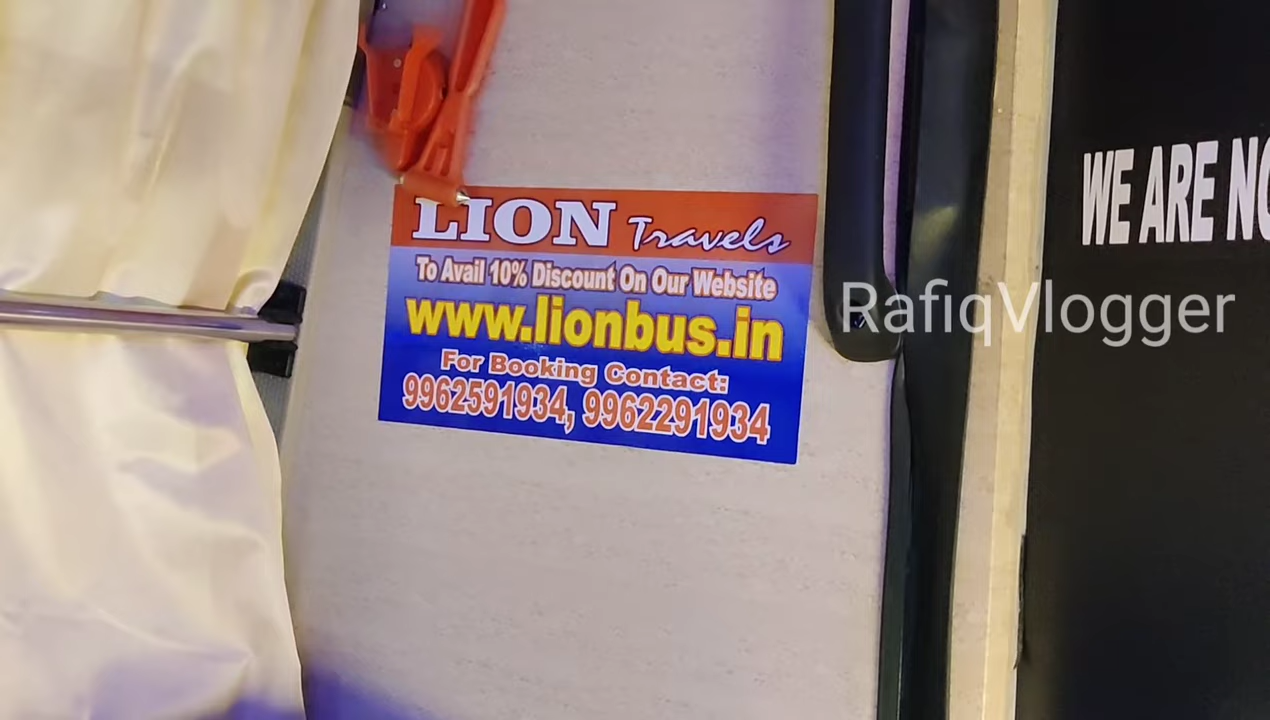 LION Travels
To Avail 10% Discount On Our Website
www.lionbus.in
For Booking Contact:
9962591934, 9962291934
WE ARE
RafiqVlogger